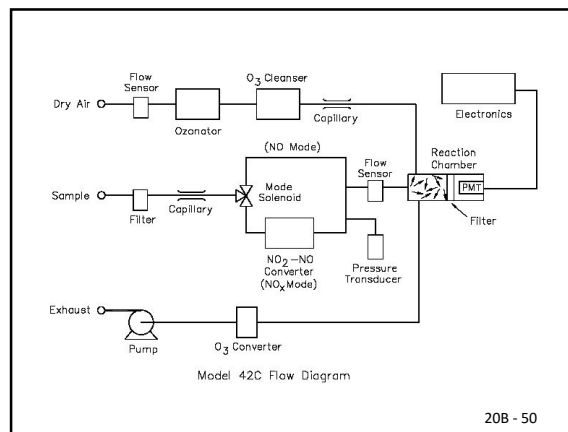 Flow
Sensor
O₃ Cleanser
Dry Air
Ozonator
Capillary
Electronics
(NO Mode)
Flow
Sensor
Reaction
Chamber
Sample
Mode
Solenoid
PMT
Filter
Capillary
Filter
NO₂-NO
Converter
(NOₓ Mode)
Pressure
Transducer
Exhaust
Pump
O₃ Converter
Model 42C Flow Diagram
20B - 50